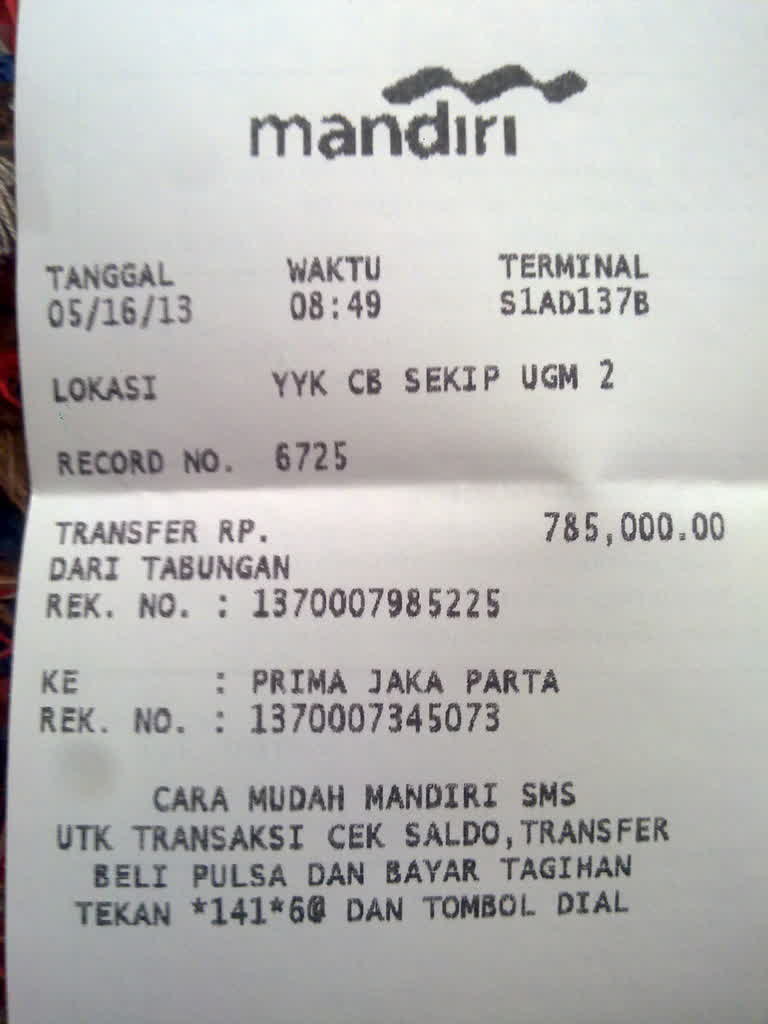 mandiri
TANGGAL WAKTU TERMINAL
05/16/13 08:49 S1AD137B
LOKASI YYK CB SEKIP UGM 2
RECORD NO. 6725
TRANSFER RP. 785,000.00
DARI TABUNGAN
REK. NO. : 1370007985225
KE : PRIMA JAKA PARTA
REK. NO. : 1370007345073
CARA MUDAH MANDIRI SMS
UTK TRANSAKSI CEK SALDO,TRANSFER
BELI PULSA DAN BAYAR TAGIHAN
TEKAN *141*6@ DAN TOMBOL DIAL